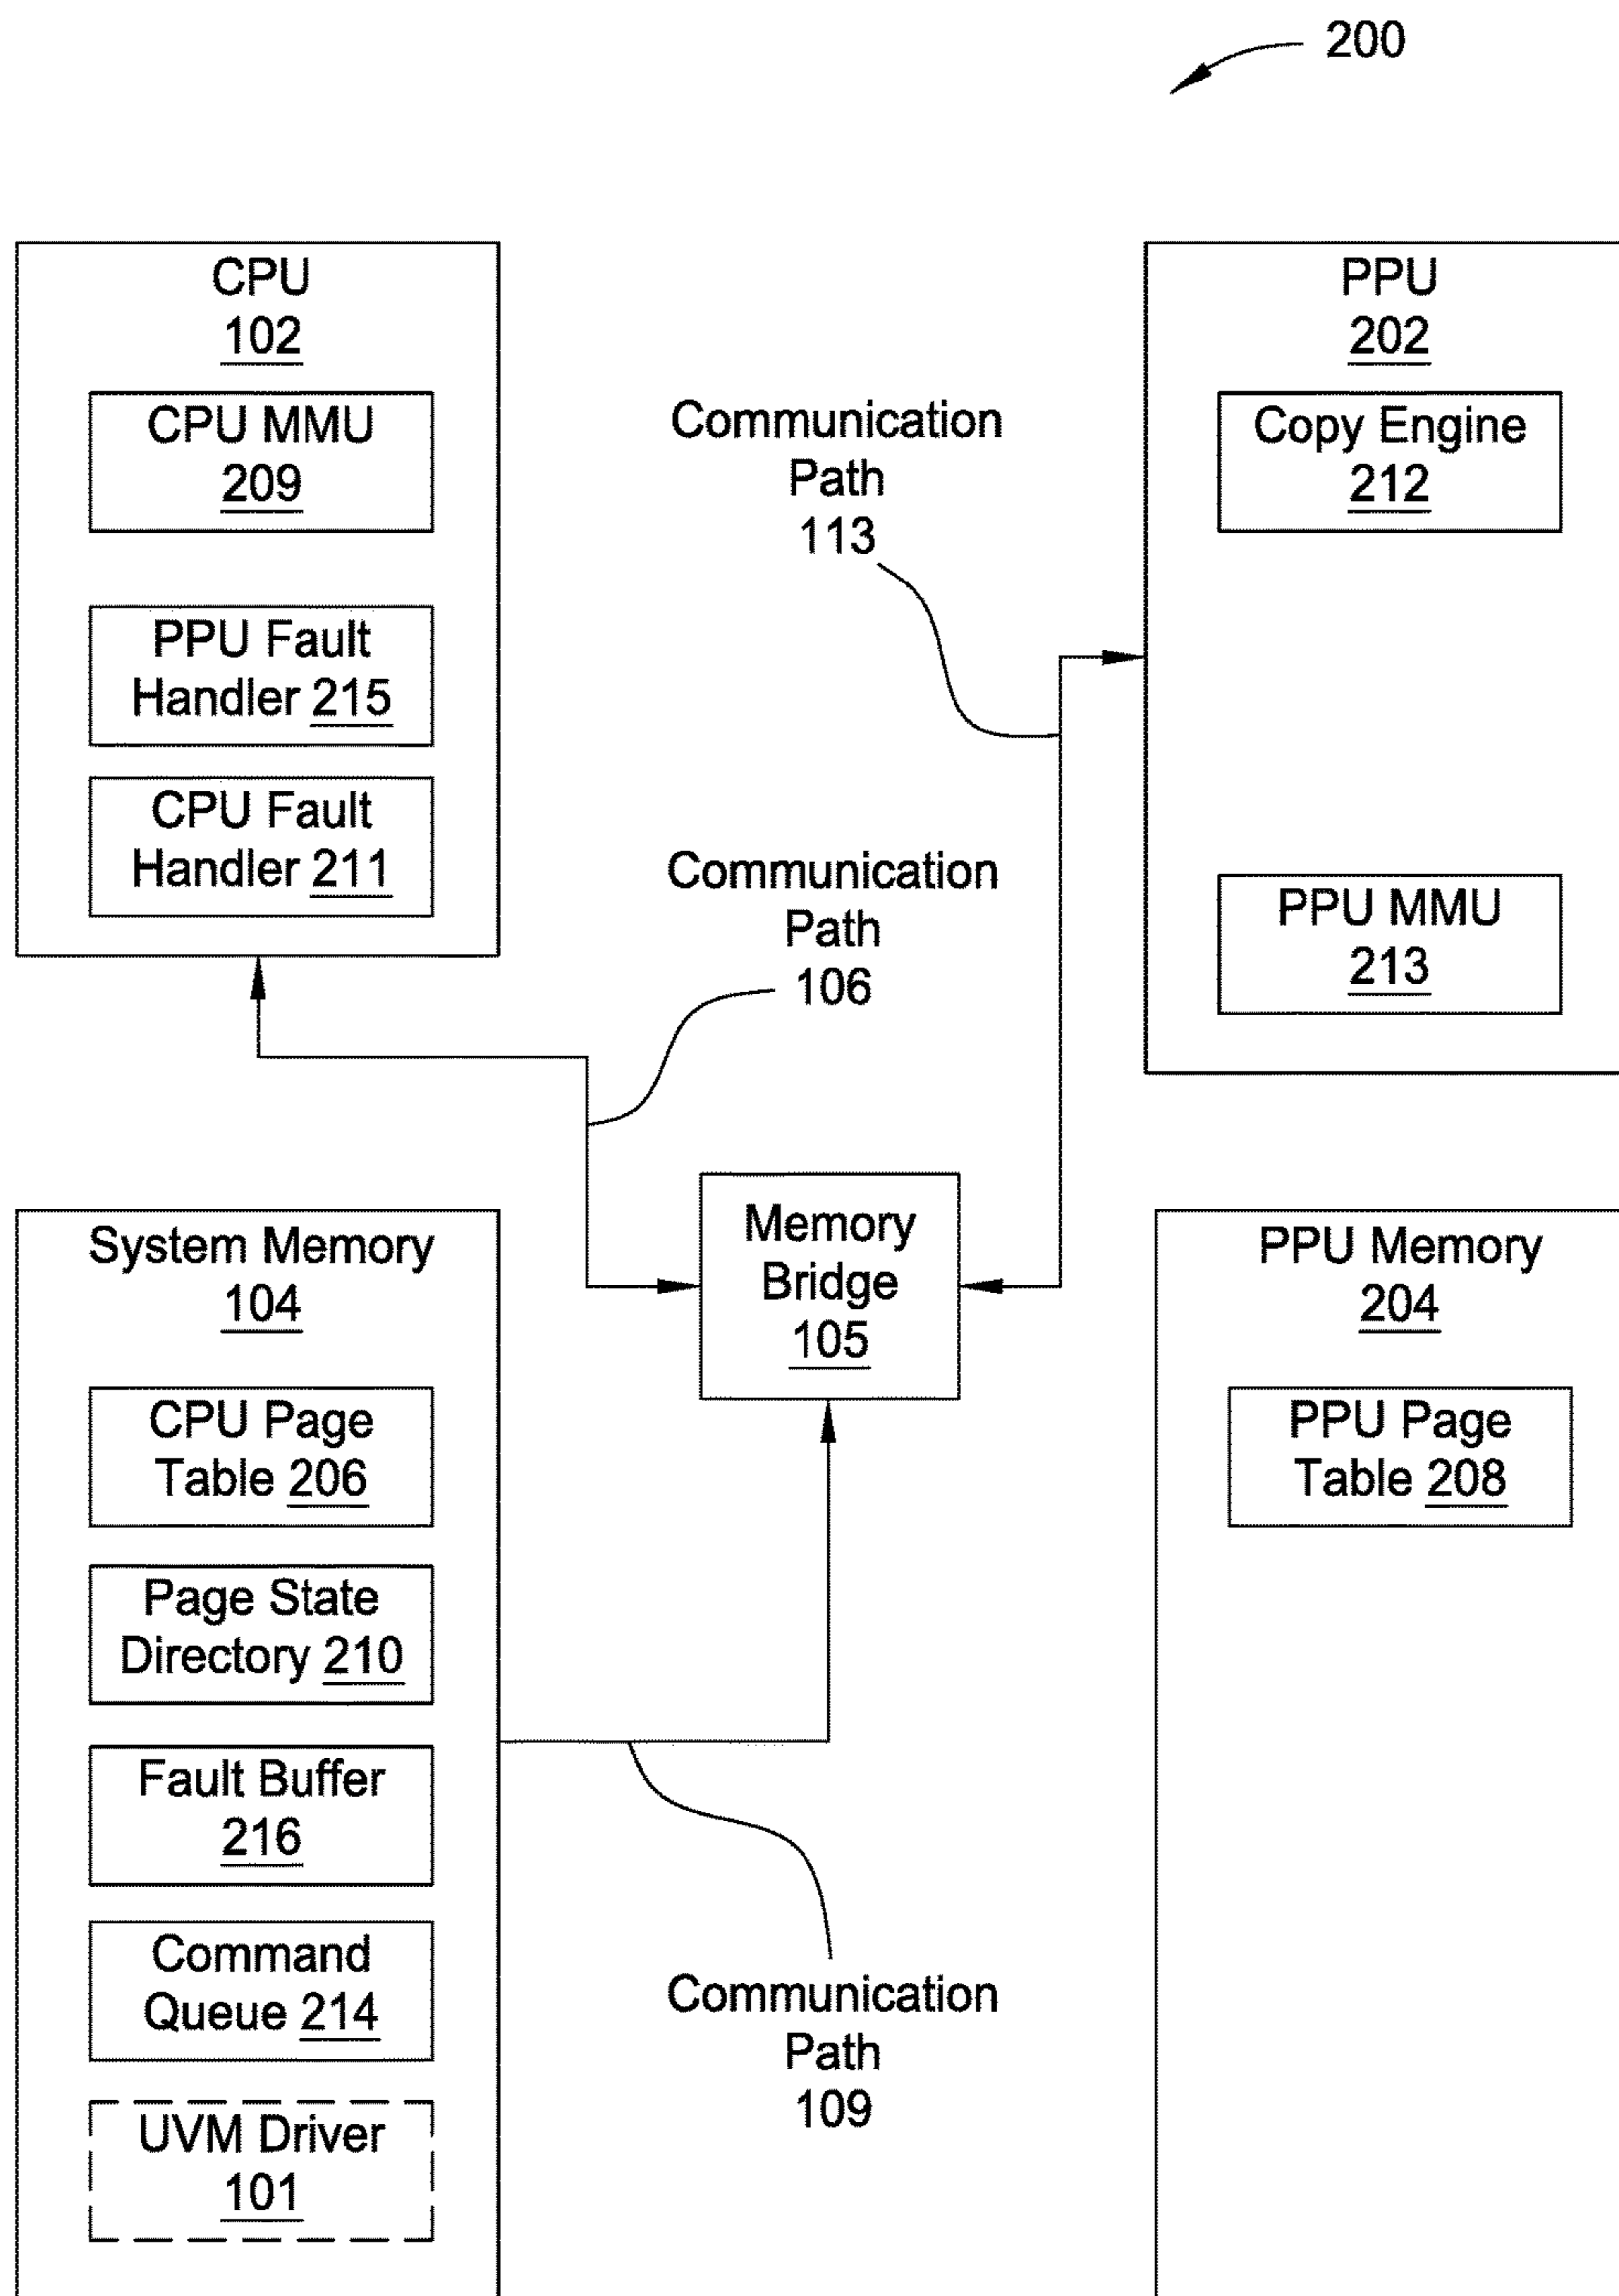 200
CPU
102
CPU MMU
209
PPU Fault
Handler 215
CPU Fault
Handler 211
Communication
Path
113
Communication
Path
106
PPU
202
Copy Engine
212
PPU MMU
213
System Memory
104
CPU Page
Table 206
Page State
Directory 210
Fault Buffer
216
Command
Queue 214
UVM Driver
101
Memory
Bridge
105
Communication
Path
109
PPU Memory
204
PPU Page
Table 208